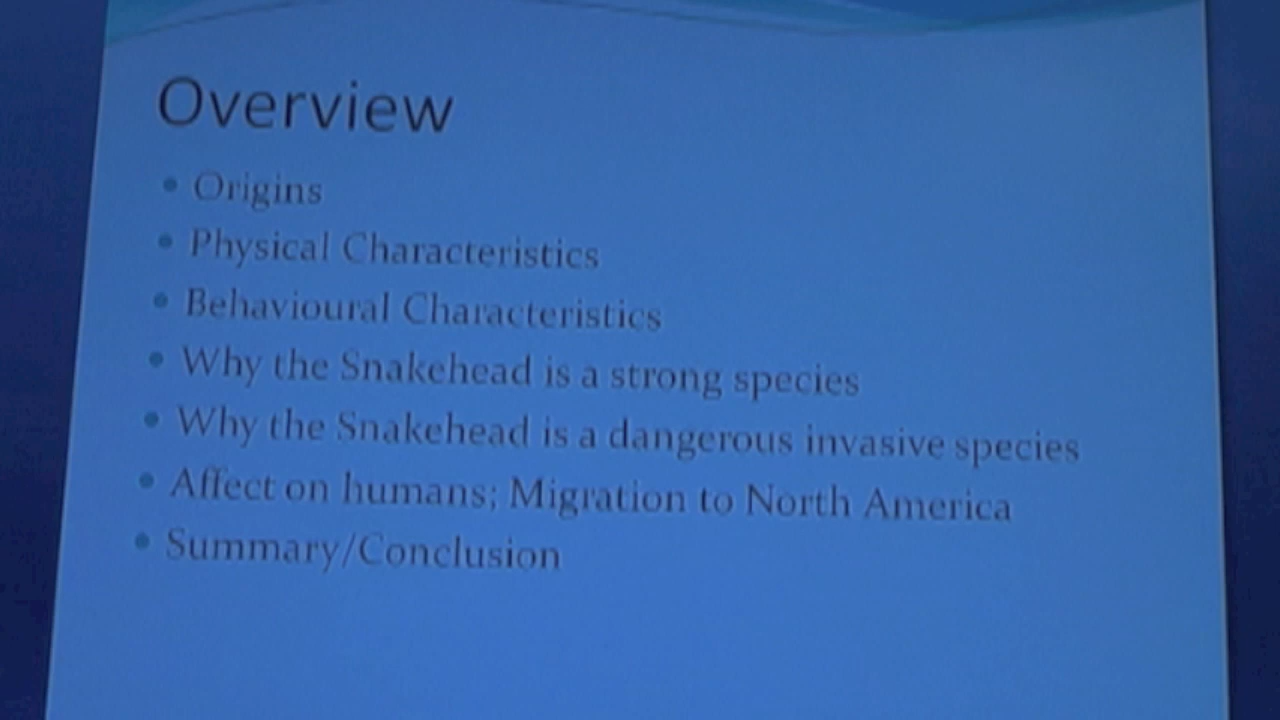 Overview
• Origins
• Physical Characteristics
• Behavioural Characteristics
• Why the Snakehead is a strong species
• Why the Snakehead is a dangerous invasive species
• Affect on humans; Migration to North America
• Summary/Conclusion